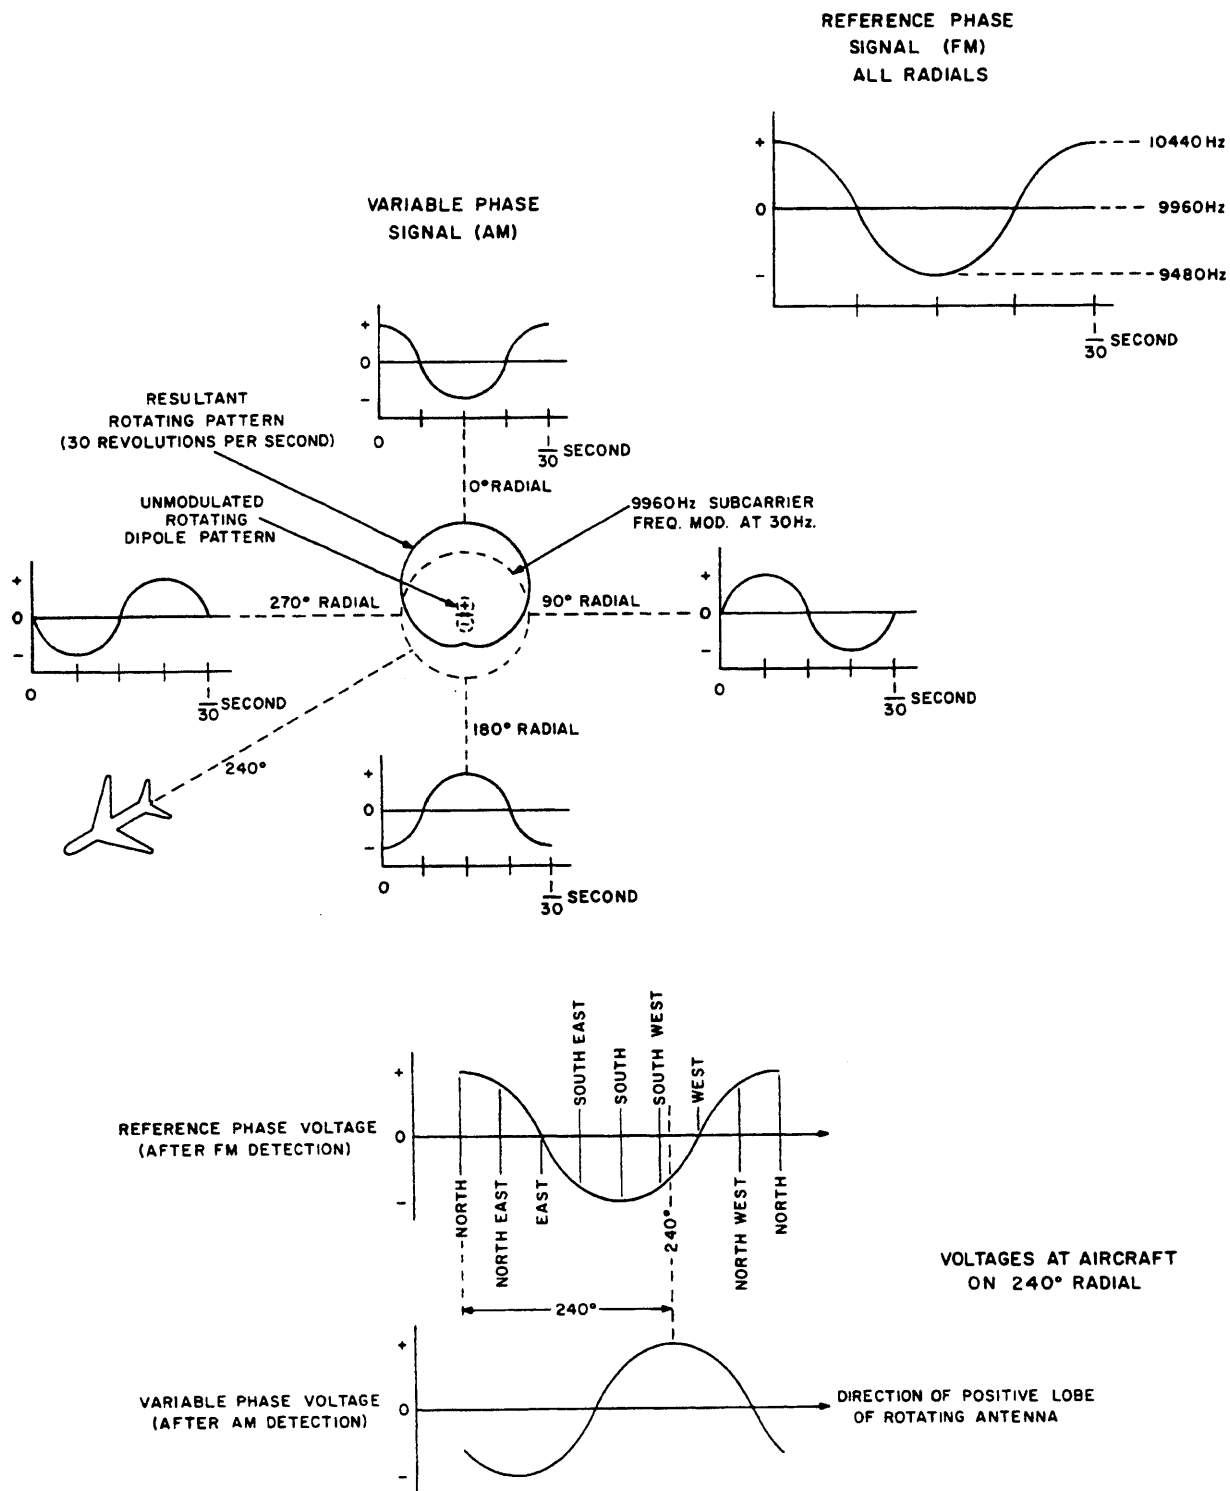 REFERENCE PHASE
SIGNAL (FM)
ALL RADIALS
+
0
-
10440Hz
9960Hz
9480Hz
1/30 SECOND
VARIABLE PHASE
SIGNAL (AM)
+
0
-
0
1/30 SECOND
RESULTANT
ROTATING PATTERN
(30 REVOLUTIONS PER SECOND)
0° RADIAL
UNMODULATED
ROTATING
DIPOLE PATTERN
9960Hz SUBCARRIER
FREQ. MOD. AT 30Hz.
+
0
-
0
1/30 SECOND
270° RADIAL
+
-
90° RADIAL
+
0
-
0
1/30 SECOND
180° RADIAL
240°
+
0
-
0
1/30 SECOND
REFERENCE PHASE VOLTAGE
(AFTER FM DETECTION)
+
0
-
NORTH
NORTH EAST
EAST
SOUTH EAST
SOUTH
SOUTH WEST
240°
WEST
NORTH WEST
NORTH
VOLTAGES AT AIRCRAFT
ON 240° RADIAL
240°
VARIABLE PHASE VOLTAGE
(AFTER AM DETECTION)
+
0
-
DIRECTION OF POSITIVE LOBE
OF ROTATING ANTENNA